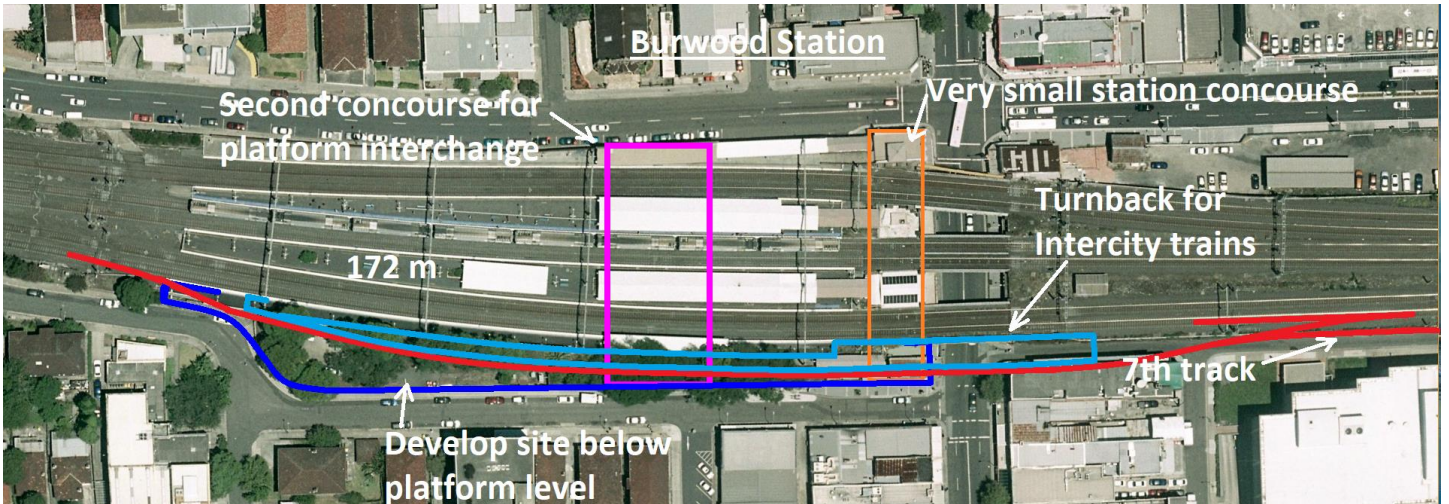 Burwood Station
Second concourse for
platform interchange
Very small station concourse
Turnback for
Intercity trains
172 m
7th track
Develop site below
platform level